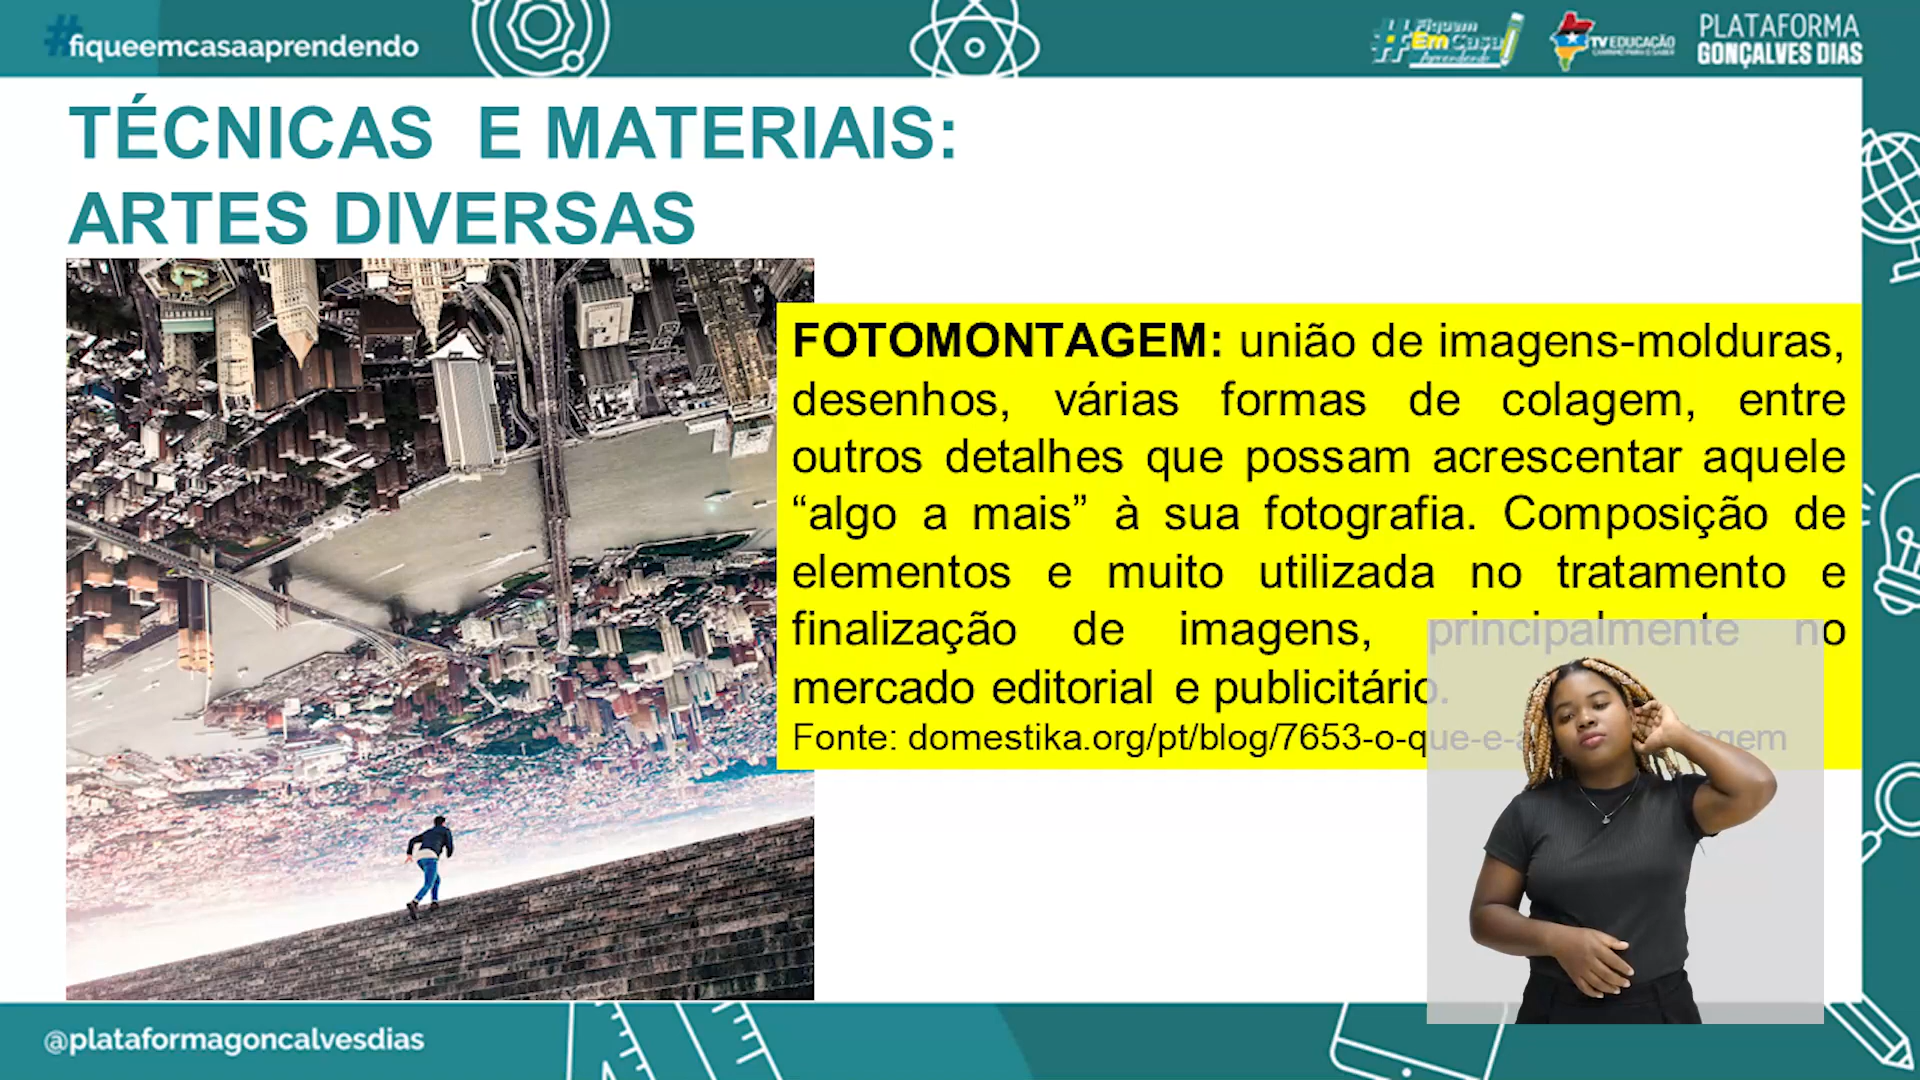 #fiqueemcasaaprendendo
#Fiquem
Em Casa
Aprendendo
TV EDUCAÇÃO
PLATAFORMA
GONÇALVES DIAS
TÉCNICAS E MATERIAIS:
ARTES DIVERSAS
FOTOMONTAGEM: união de imagens-molduras,
desenhos, várias formas de colagem, entre
outros detalhes que possam acrescentar aquele
“algo a mais” à sua fotografia. Composição de
elementos e muito utilizada no tratamento e
finalização de imagens, principalmente no
mercado editorial e publicitário.
Fonte: domestika.org/pt/blog/7653-o-que-e-a
@plataformagoncalvesdias